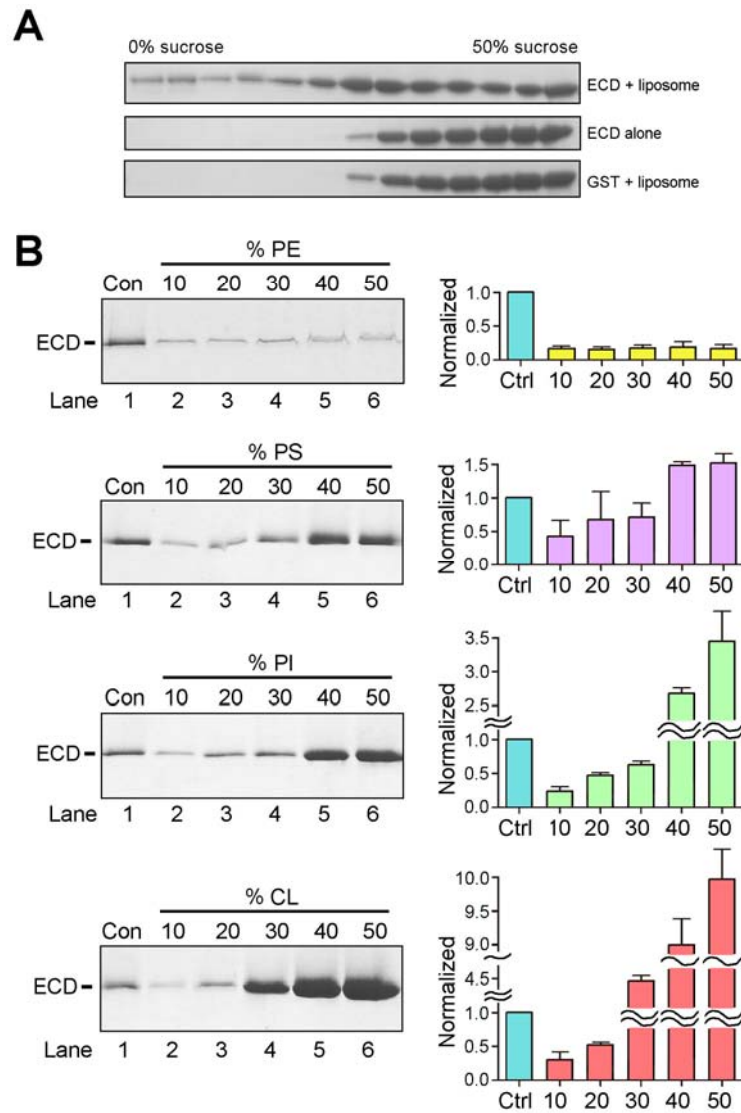 A
0% sucrose 50% sucrose
ECD + liposome
ECD alone
GST + liposome
B
% PE
Con 10 20 30 40 50
ECD
Lane 1 2 3 4 5 6
Normalized
1.0
0.5
0.0
Ctrl 10 20 30 40 50
% PS
Con 10 20 30 40 50
ECD
Lane 1 2 3 4 5 6
Normalized
1.5
1.0
0.5
0.0
Ctrl 10 20 30 40 50
% PI
Con 10 20 30 40 50
ECD
Lane 1 2 3 4 5 6
Normalized
3.5
2.5
1.0
0.5
0.0
Ctrl 10 20 30 40 50
% CL
Con 10 20 30 40 50
ECD
Lane 1 2 3 4 5 6
Normalized
10.0
9.0
4.5
1.0
0.5
0.0
Ctrl 10 20 30 40 50